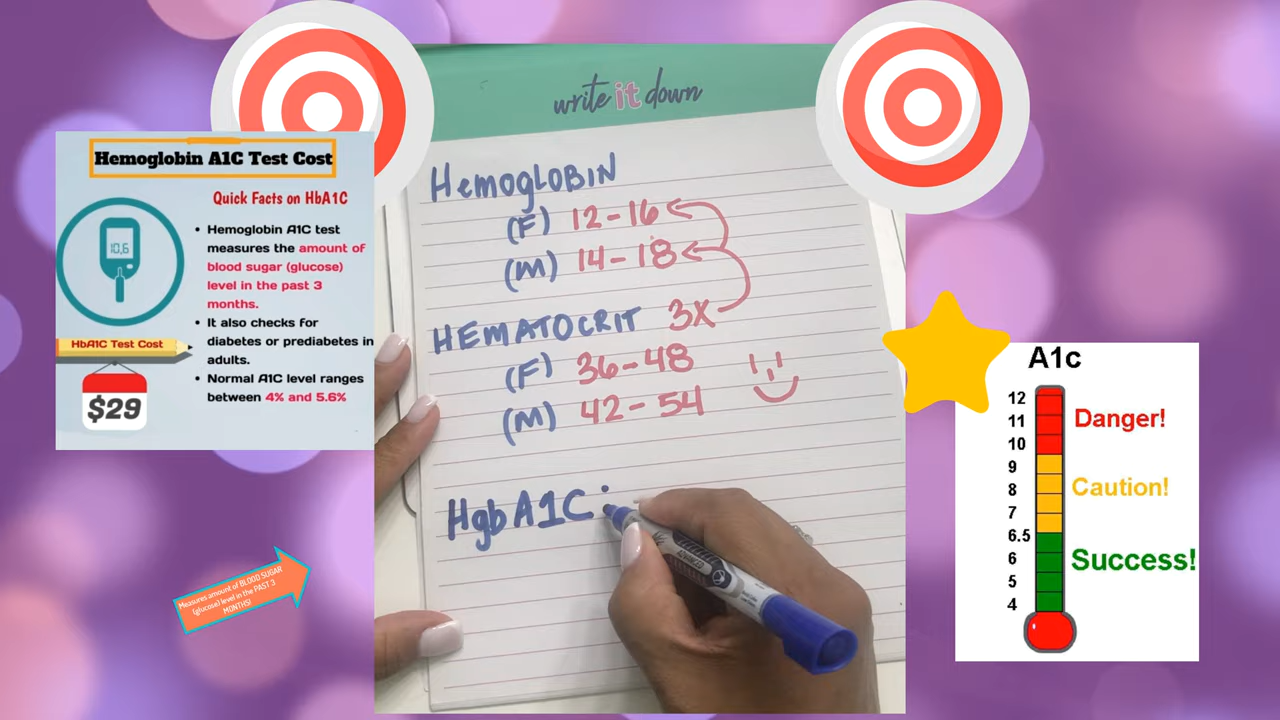 write it down
Hemoglobin A1C Test Cost
Quick Facts on HbA1C
• Hemoglobin A1C test
measures the amount of
blood sugar (glucose)
level in the past 3
months.
• It also checks for
diabetes or prediabetes in
adults.
• Normal A1C level ranges
between 4% and 5.6%
10.6
HbA1C Test Cost
$29
HemogLOBIN
(F) 12-16
(M) 14-18
HEMATOCRIT 3X
(F) 36-48
(M) 42-54
HgbA1C:
Measures amount of BLOOD SUGAR
(glucose) level in the PAST 3
MONTHS!
A1c
12
11
Danger!
10
9
8
Caution!
7
6.5
6
Success!
5
4